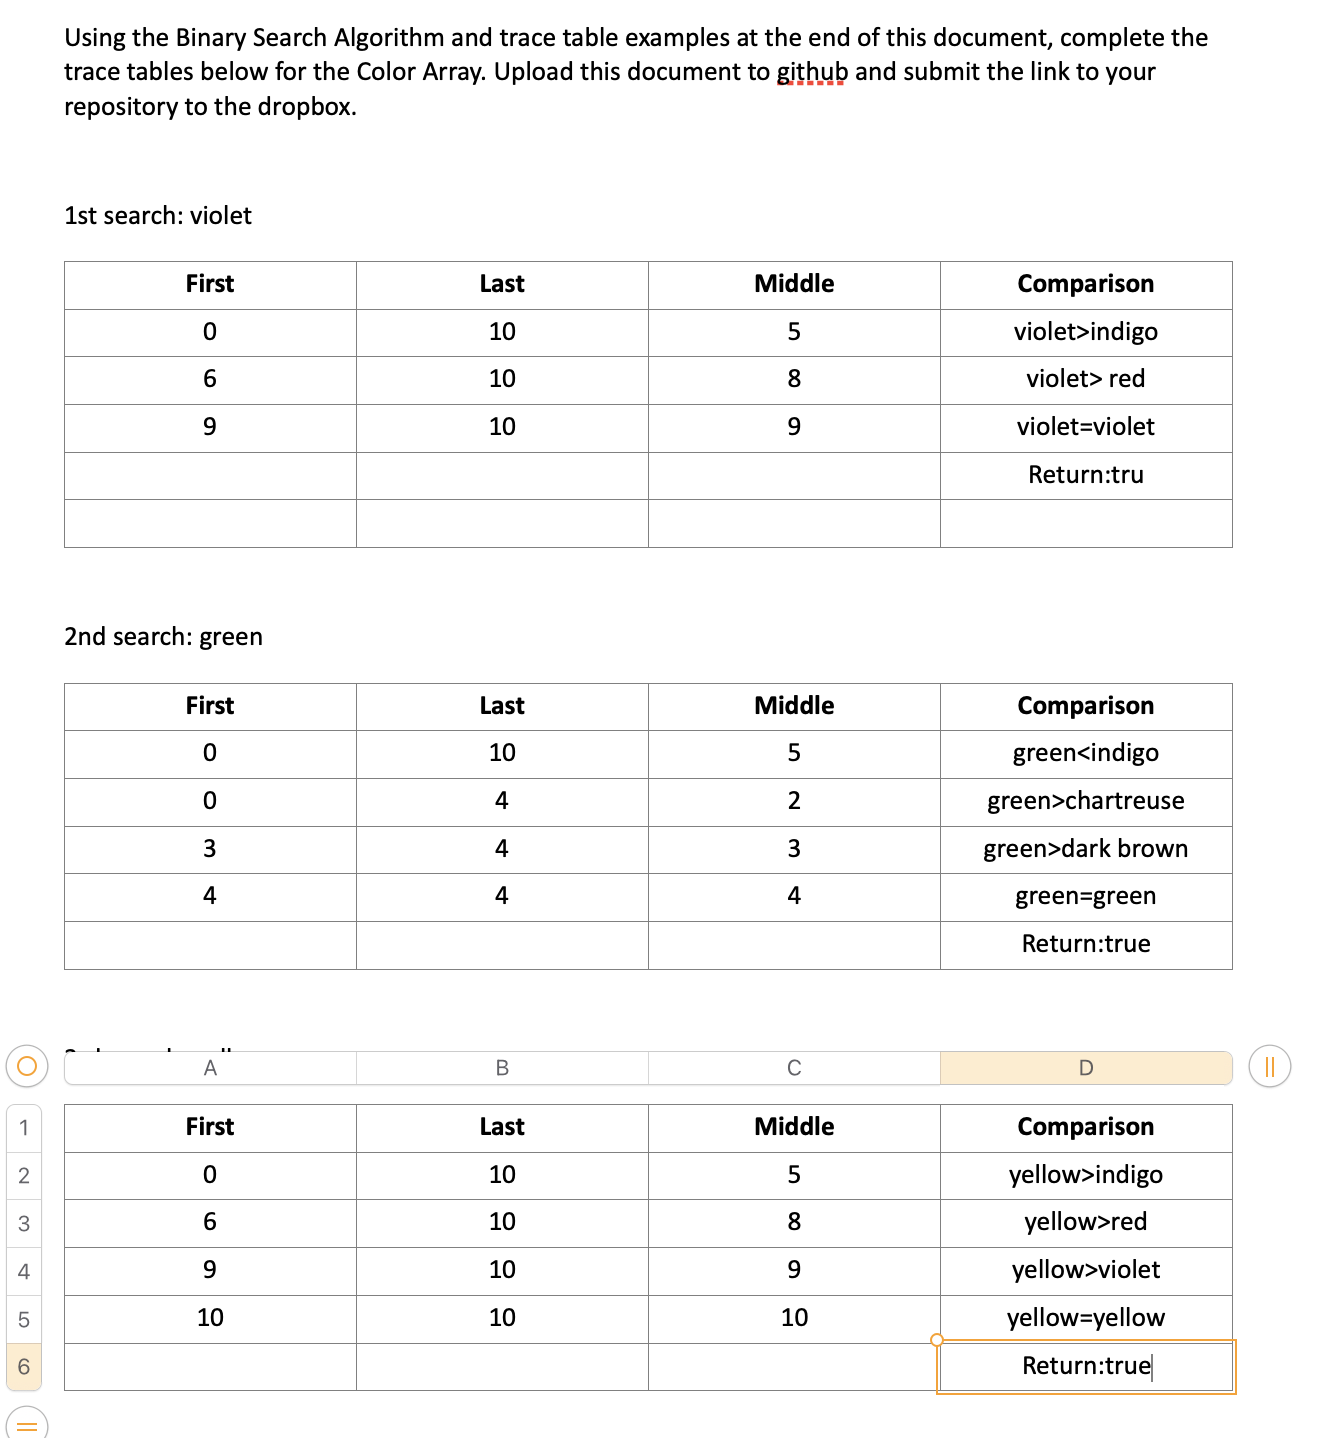 Using the Binary Search Algorithm and trace table examples at the end of this document, complete the
trace tables below for the Color Array. Upload this document to github and submit the link to your
repository to the dropbox.
1st search: violet
First Last Middle Comparison
0 10 5 violet>indigo
6 10 8 violet> red
9 10 9 violet=violet
Return:tru
2nd search: green
First Last Middle Comparison
0 10 5 green<indigo
0 4 2 green>chartreuse
3 4 3 green>dark brown
4 4 4 green=green
Return:true
A B C D
1 First Last Middle Comparison
2 0 10 5 yellow>indigo
3 6 10 8 yellow>red
4 9 10 9 yellow>violet
5 10 10 10 yellow=yellow
6 Return:true